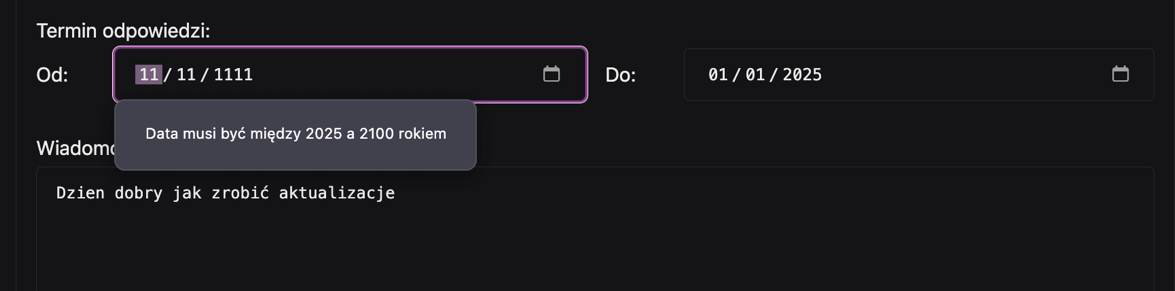 Termin odpowiedzi:
Od: 11/11/1111 Do: 01/01/2025
Data musi być między 2025 a 2100 rokiem
Dzien dobry jak zrobić aktualizacje